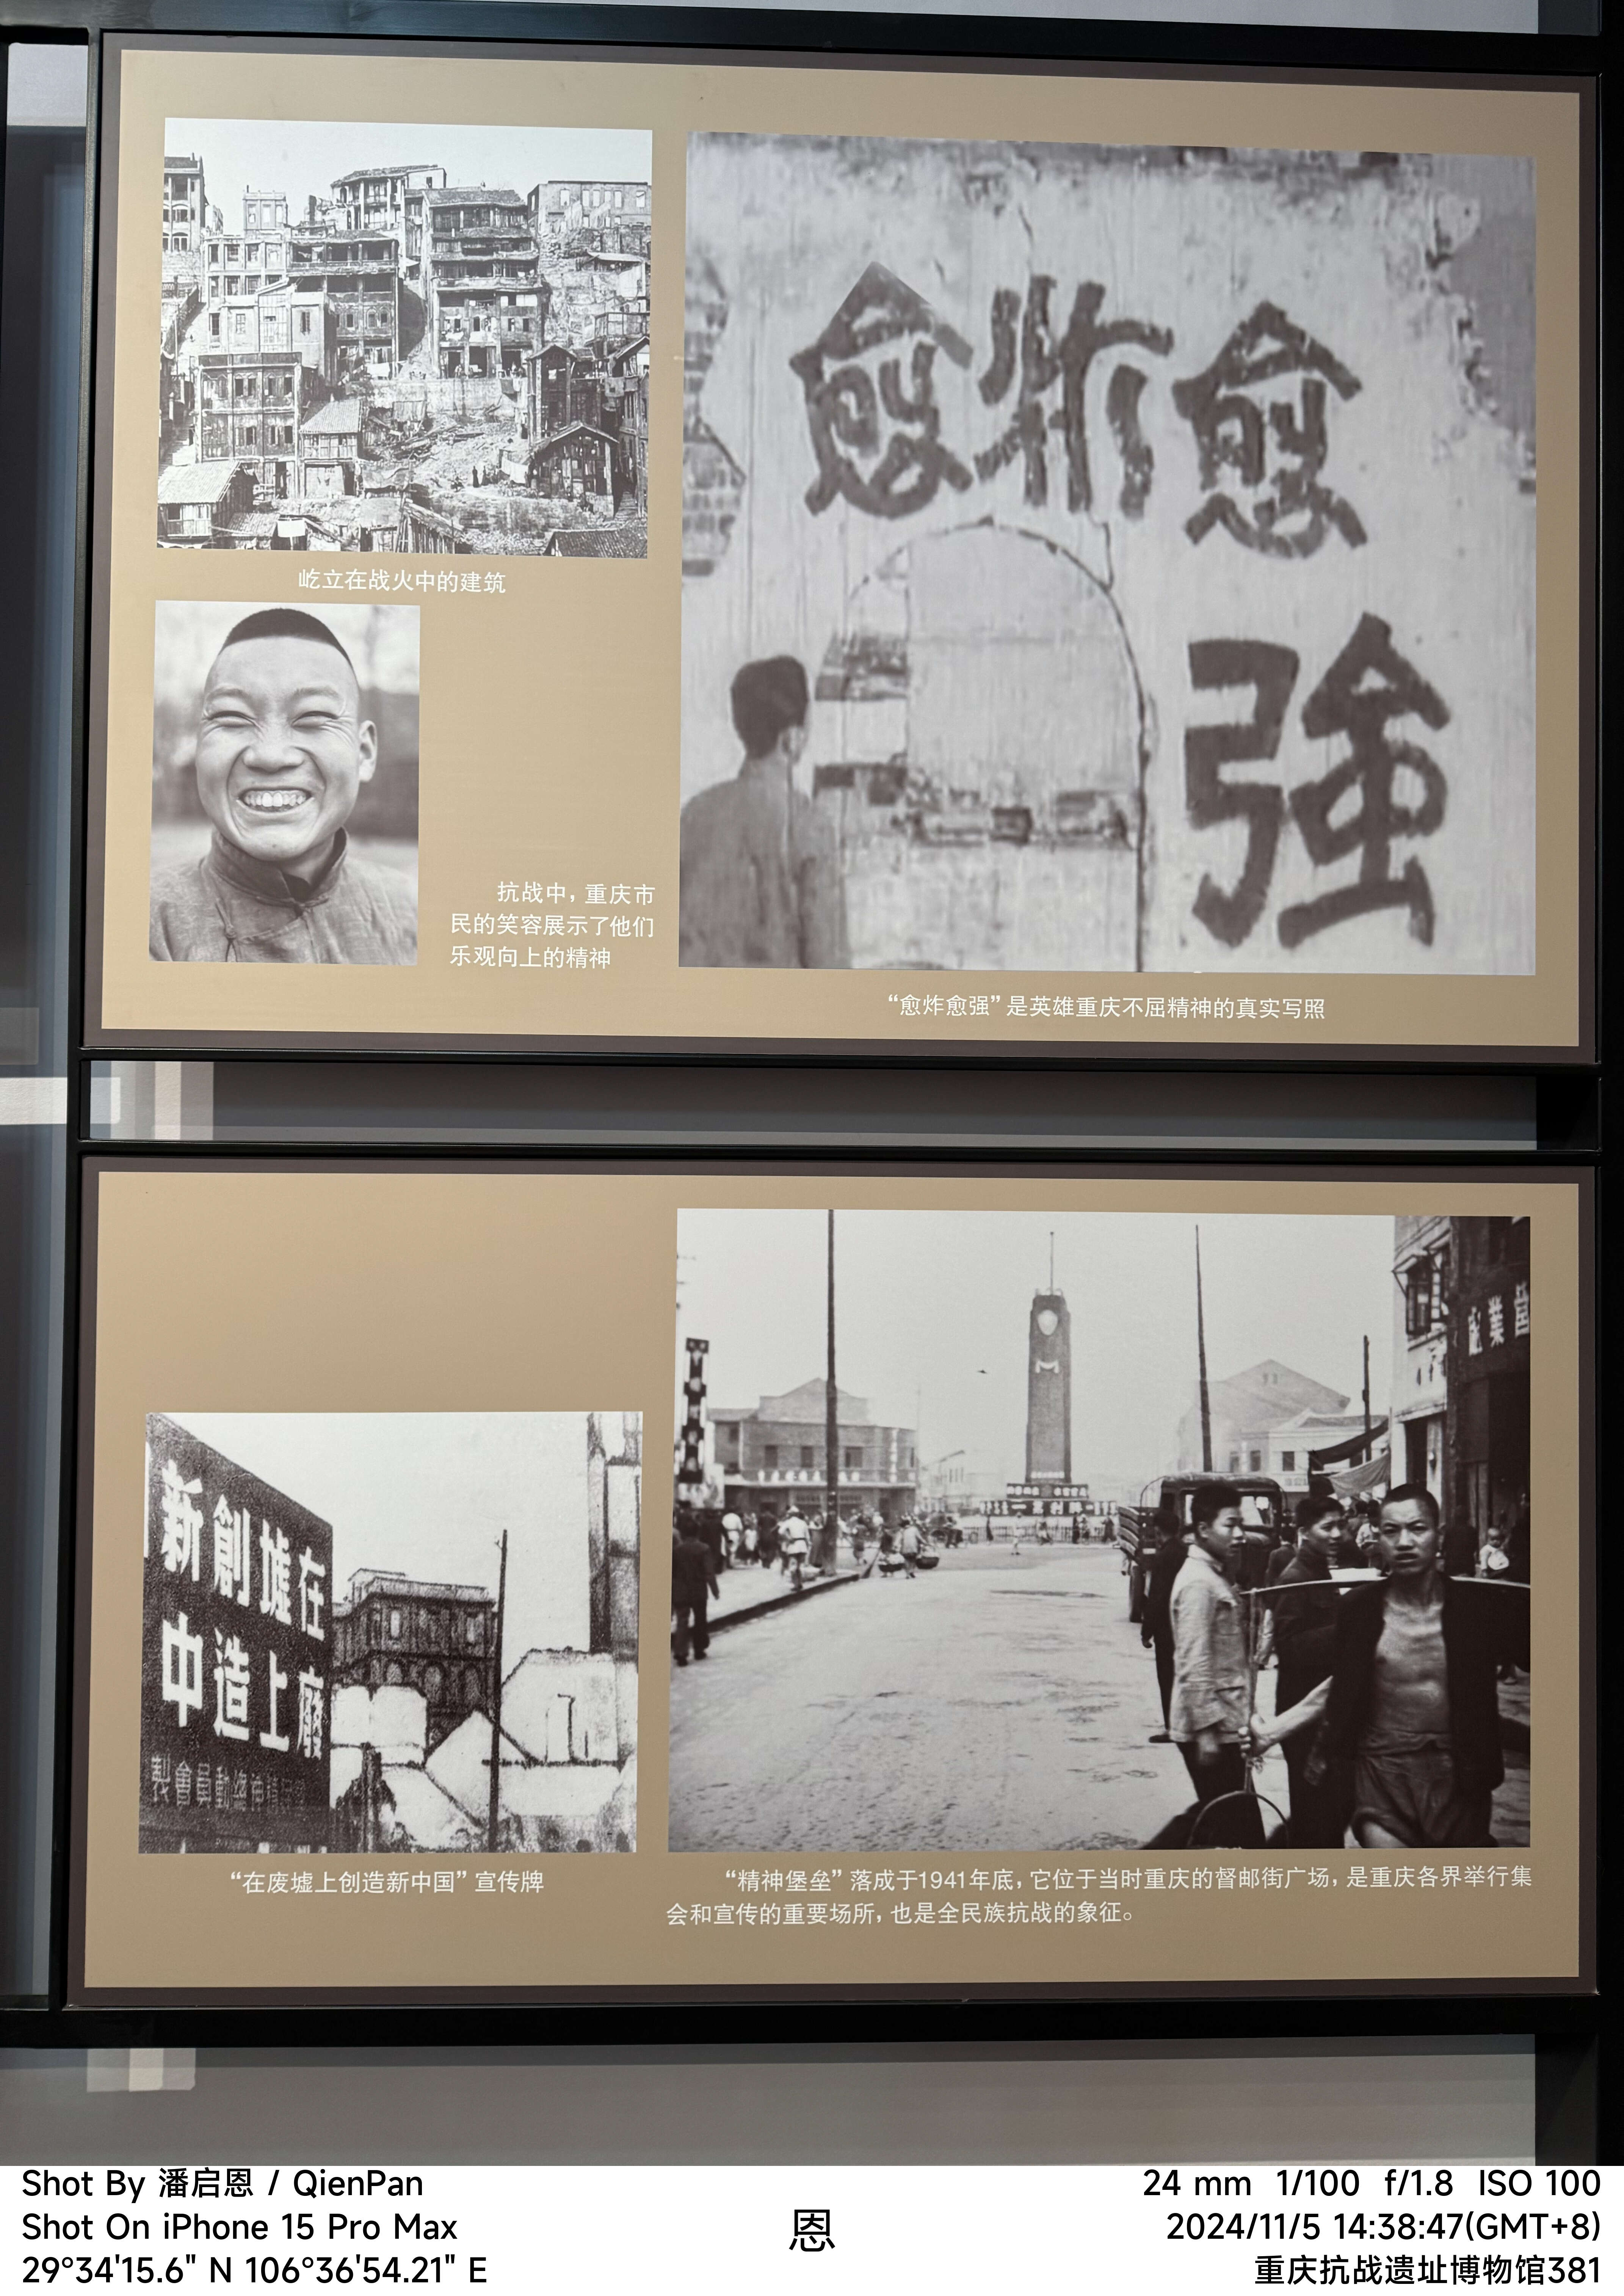 愈炸愈
強
屹立在战火中的建筑
抗战中，重庆市
民的笑容展示了他们
乐观向上的精神
“愈炸愈强”是英雄重庆不屈精神的真实写照
在廢
墟上
創造
新中
營業處
“在废墟上创造新中国”宣传牌
“精神堡垒”落成于1941年底，它位于当时重庆的督邮街广场，是重庆各界举行集
会和宣传的重要场所，也是全民族抗战的象征。
Shot By 潘启恩 / QienPan
Shot On iPhone 15 Pro Max
29°34'15.6" N 106°36'54.21" E
恩
24 mm 1/100 f/1.8 ISO 100
2024/11/5 14:38:47(GMT+8)
重庆抗战遗址博物馆381